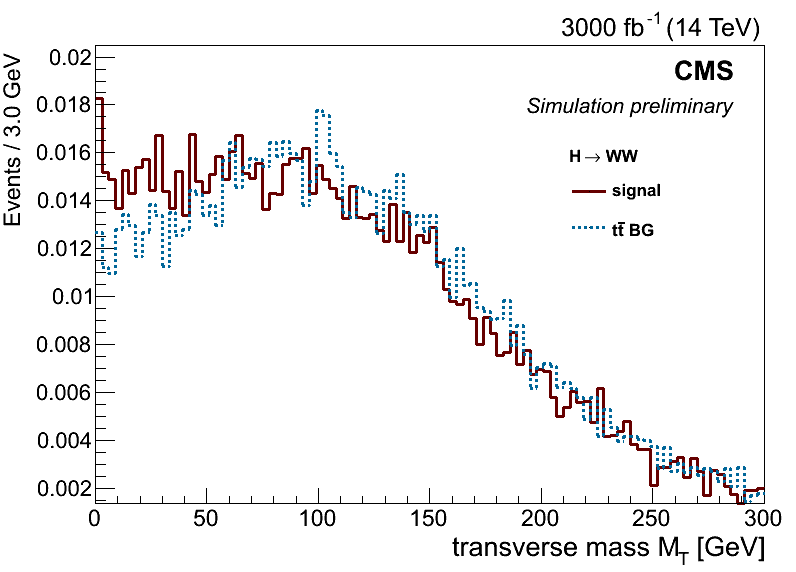 3000 fb⁻¹ (14 TeV)
CMS
Simulation preliminary
H → WW
signal
tt̄ BG
Events / 3.0 GeV
0.02
0.018
0.016
0.014
0.012
0.01
0.008
0.006
0.004
0.002
0 50 100 150 200 250 300
transverse mass M_T [GeV]